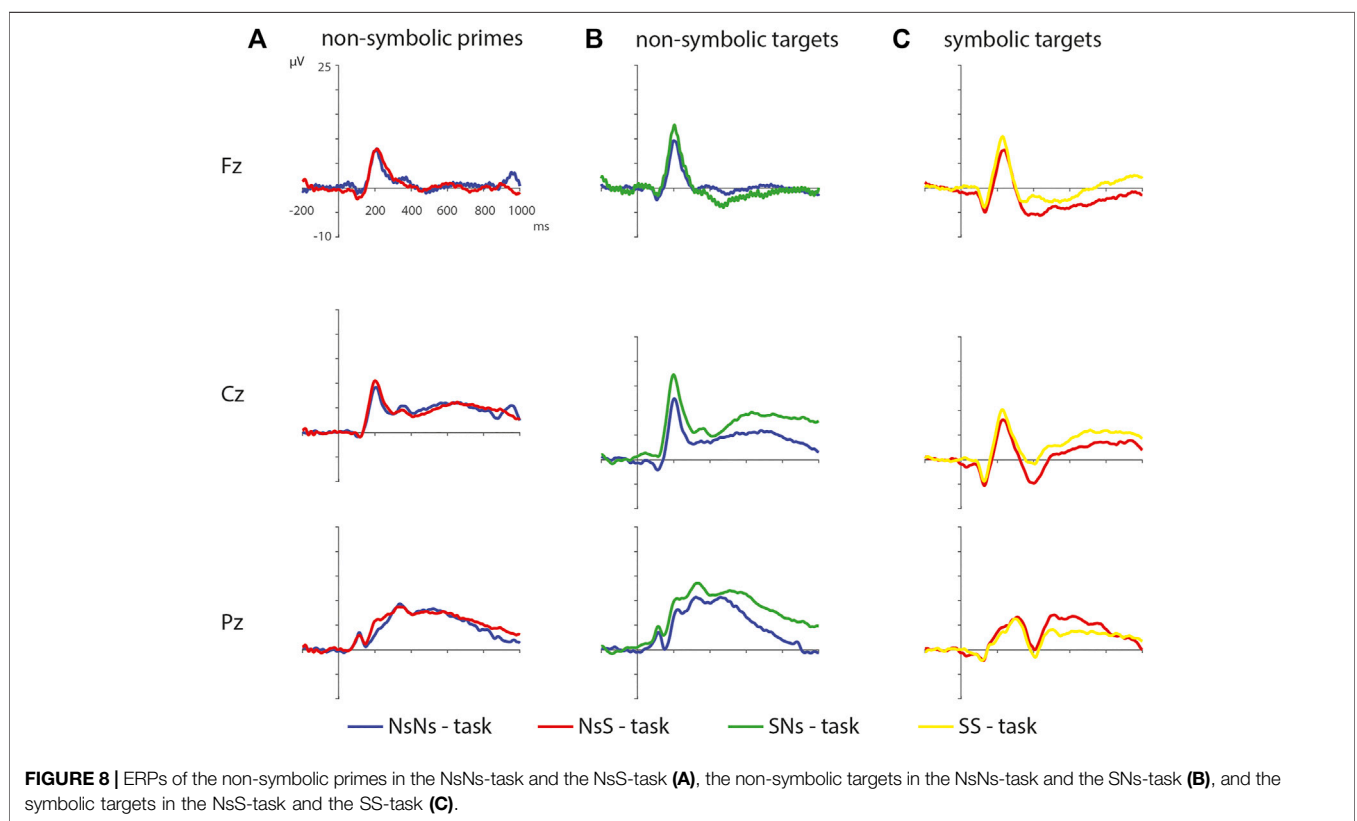 A non-symbolic primes B non-symbolic targets C symbolic targets
μV 25
Fz
-200 200 400 600 800 1000
ms
-10
Cz
Pz
NsNs - task NsS - task SNs - task SS - task
FIGURE 8 | ERPs of the non-symbolic primes in the NsNs-task and the NsS-task (A), the non-symbolic targets in the NsNs-task and the SNs-task (B), and the
symbolic targets in the NsS-task and the SS-task (C).